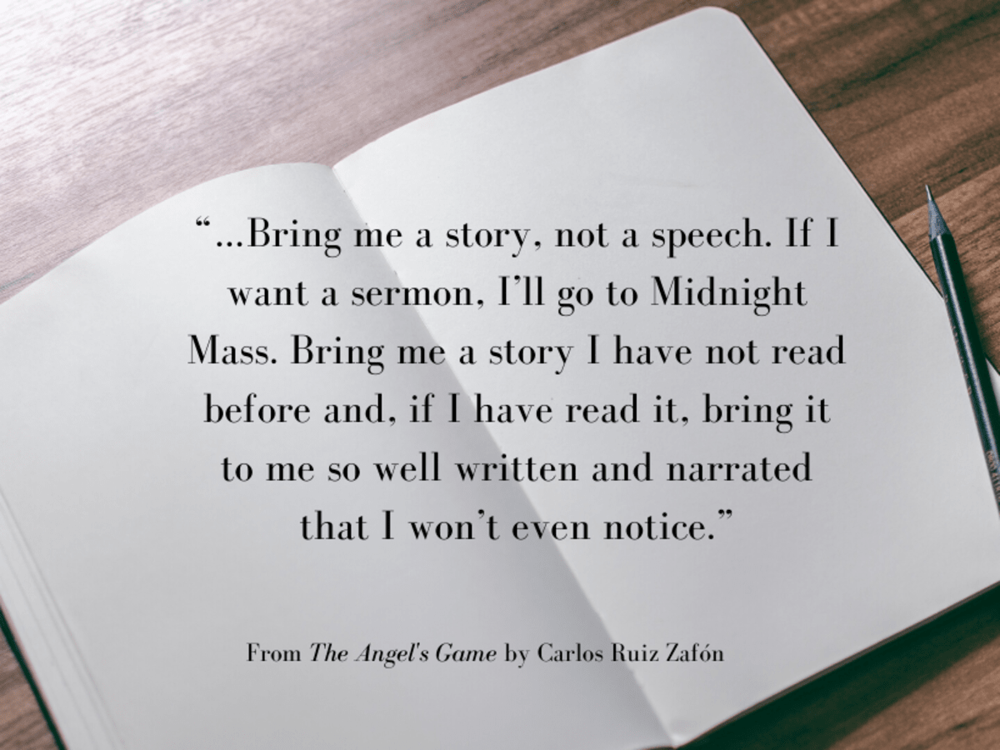 “...Bring me a story, not a speech. If I
want a sermon, I’ll go to Midnight
Mass. Bring me a story I have not read
before and, if I have read it, bring it
to me so well written and narrated
that I won’t even notice.”
From The Angel's Game by Carlos Ruiz Zafón